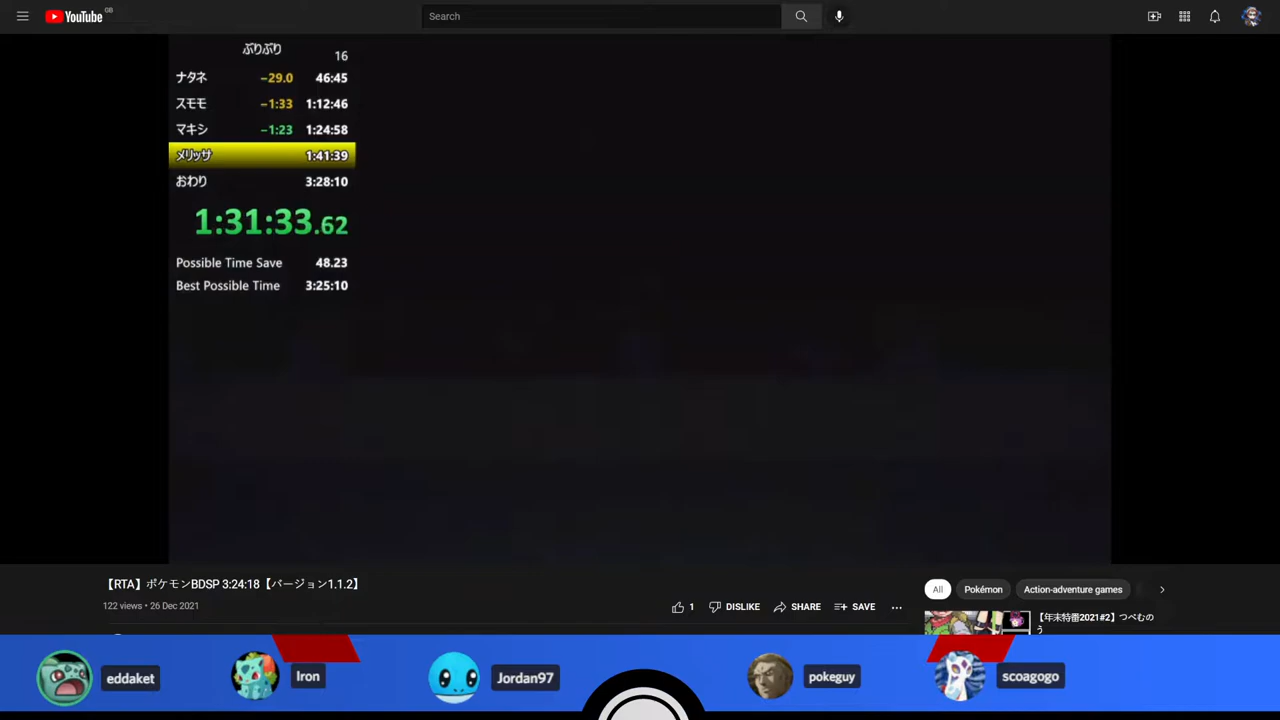 YouTube GB
Search
ぶりぶり
16
ナタネ -29.0 46:45
スモモ -1:33 1:12:46
マキシ -1:23 1:24:58
メリッサ 1:41:39
おわり 3:28:10
1:31:33.62
Possible Time Save 48.23
Best Possible Time 3:25:10
【RTA】ポケモンBDSP 3:24:18【バージョン1.1.2】
122 views • 26 Dec 2021
1 DISLIKE SHARE SAVE
All Pokémon Action-adventure games
【年末特番2021#2】つべむの
う
eddaket Iron Jordan97 pokeguy scoagogo